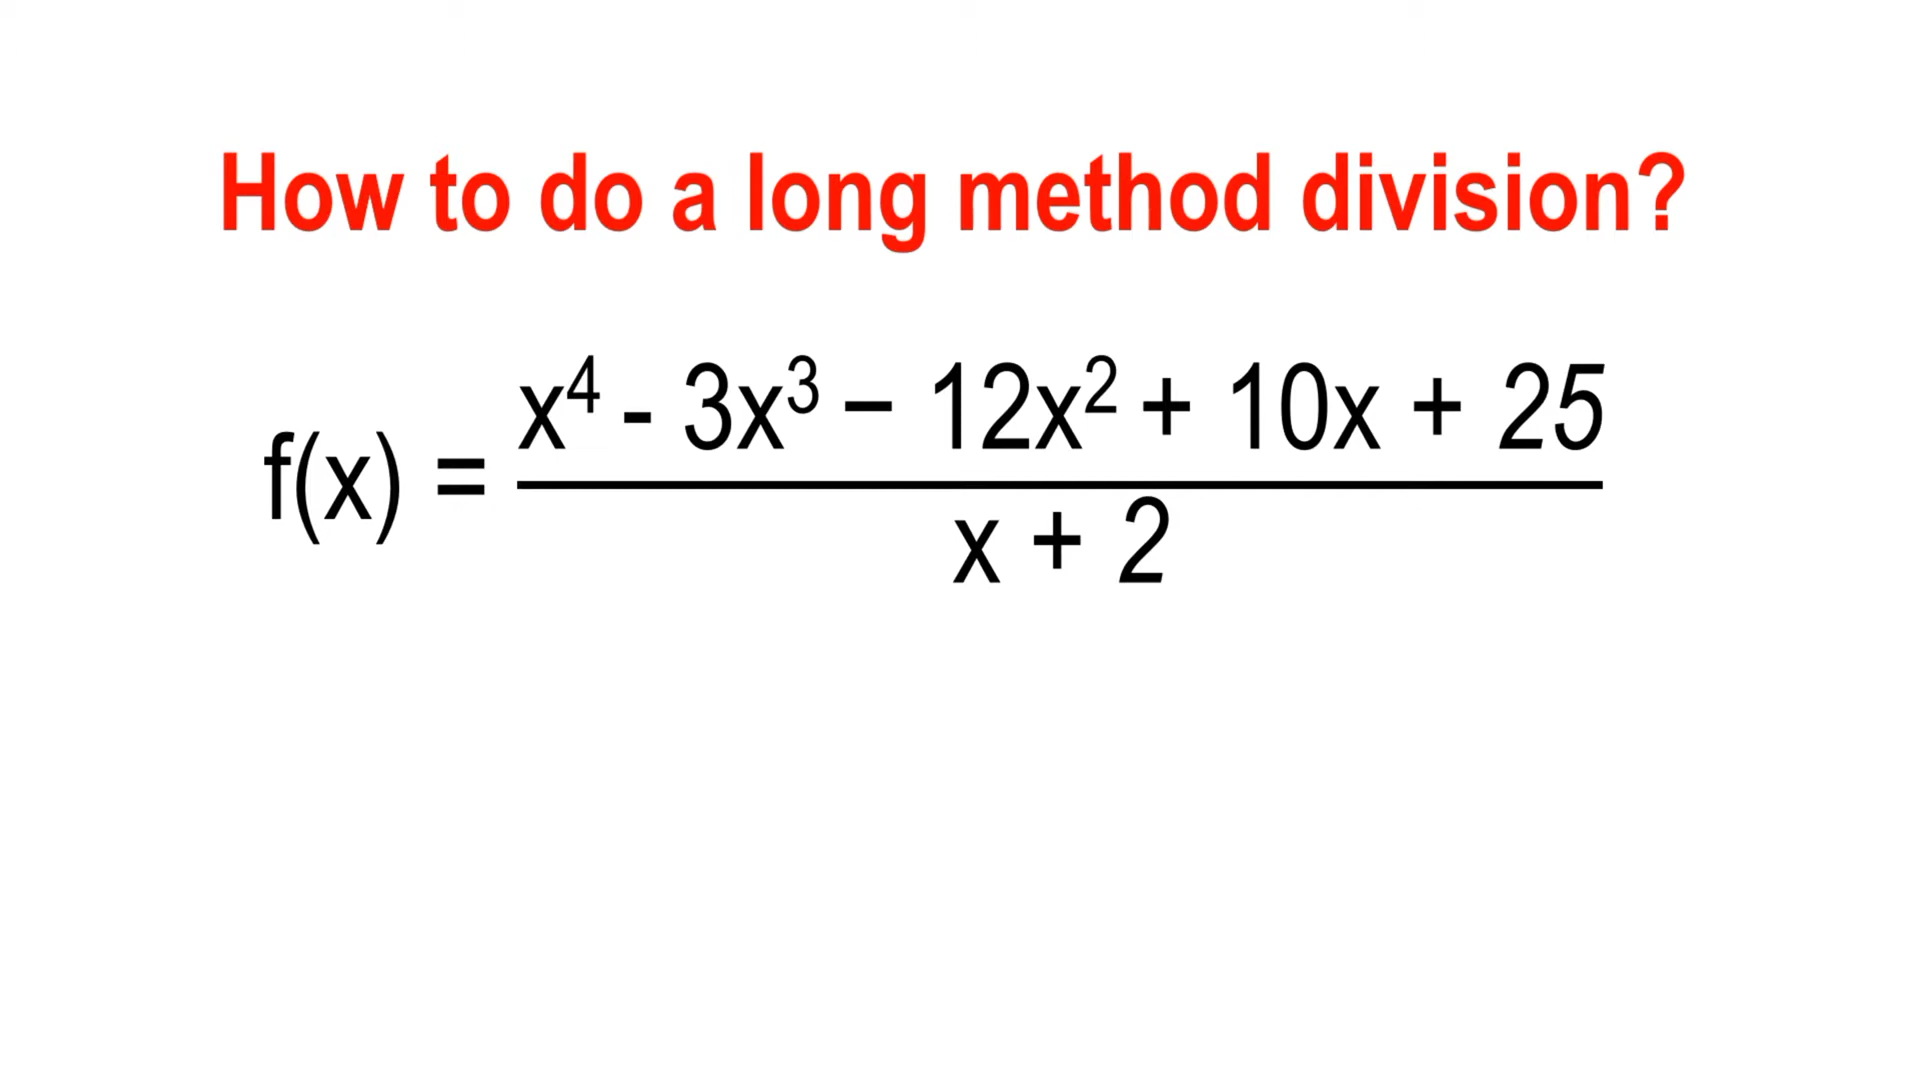 How to do a long method division?
x⁴ - 3x³ – 12x² + 10x + 25
f(x) =
x + 2